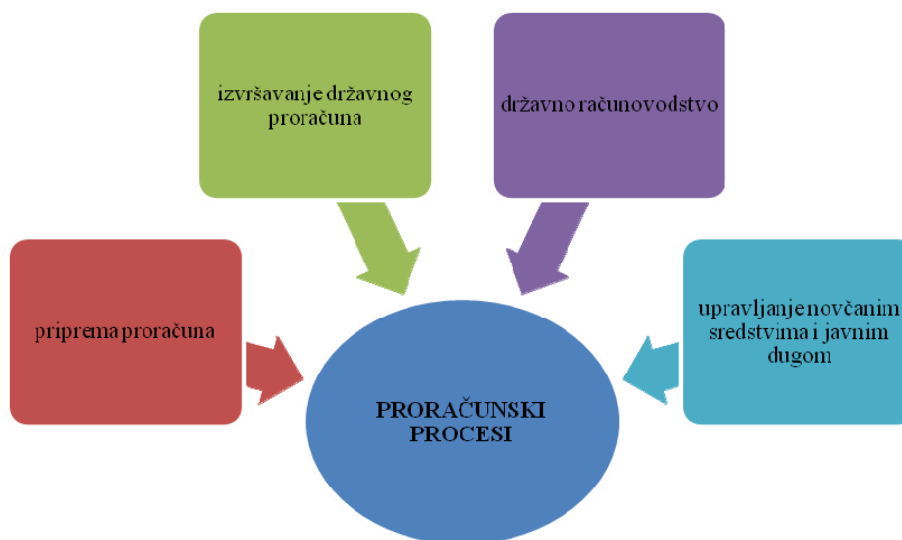 izvršavanje državnog
proračuna
državno računovodstvo
priprema proračuna
upravljanje novčanim
sredstvima i javnim
dugom
PRORAČUNSKI
PROCESI